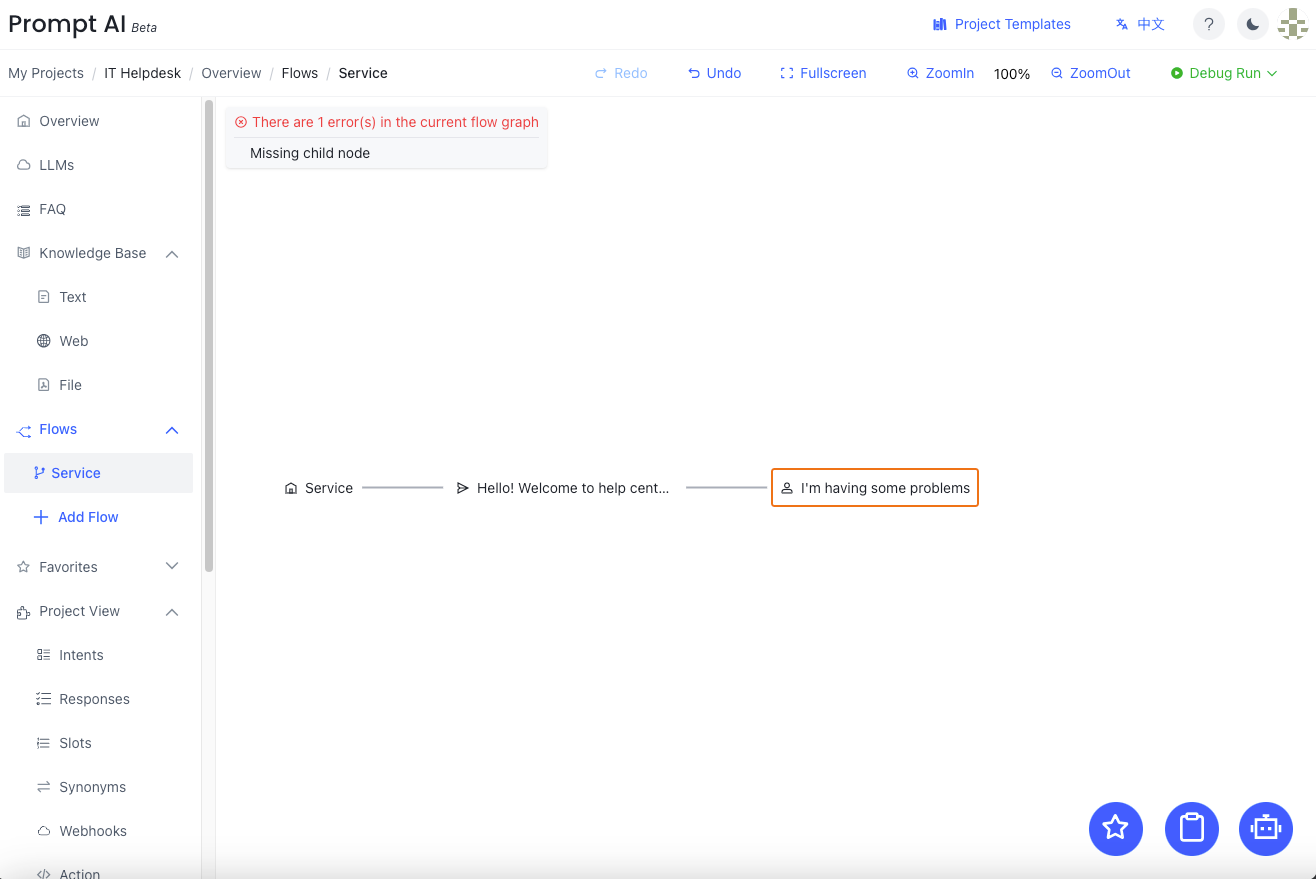 Prompt AI Beta
Project Templates
中文
?
My Projects / IT Helpdesk / Overview / Flows / Service
Redo
Undo
Fullscreen
ZoomIn
100%
ZoomOut
Debug Run
Overview
LLMs
FAQ
Knowledge Base
Text
Web
File
Flows
Service
Add Flow
Favorites
Project View
Intents
Responses
Slots
Synonyms
Webhooks
Action
There are 1 error(s) in the current flow graph
Missing child node
Service
Hello! Welcome to help cent...
I'm having some problems